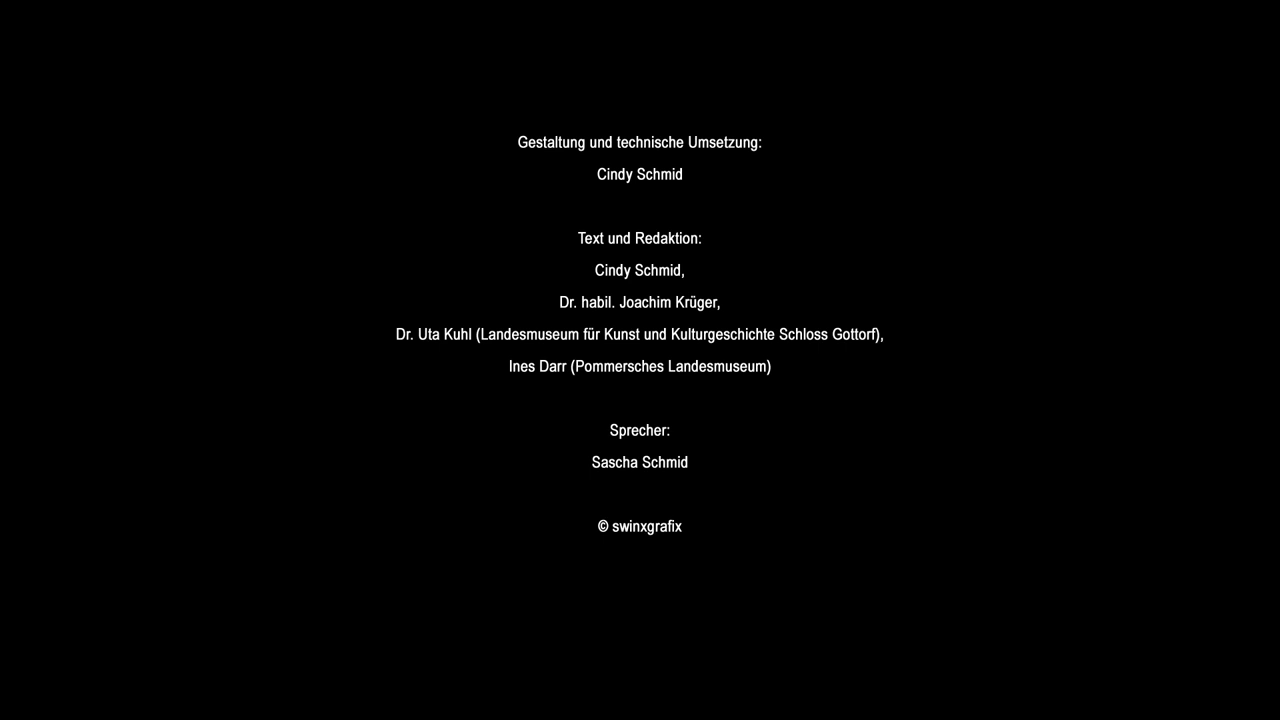 Gestaltung und technische Umsetzung:
Cindy Schmid
Text und Redaktion:
Cindy Schmid,
Dr. habil. Joachim Krüger,
Dr. Uta Kuhl (Landesmuseum für Kunst und Kulturgeschichte Schloss Gottorf),
Ines Darr (Pommersches Landesmuseum)
Sprecher:
Sascha Schmid
© swinxgrafix